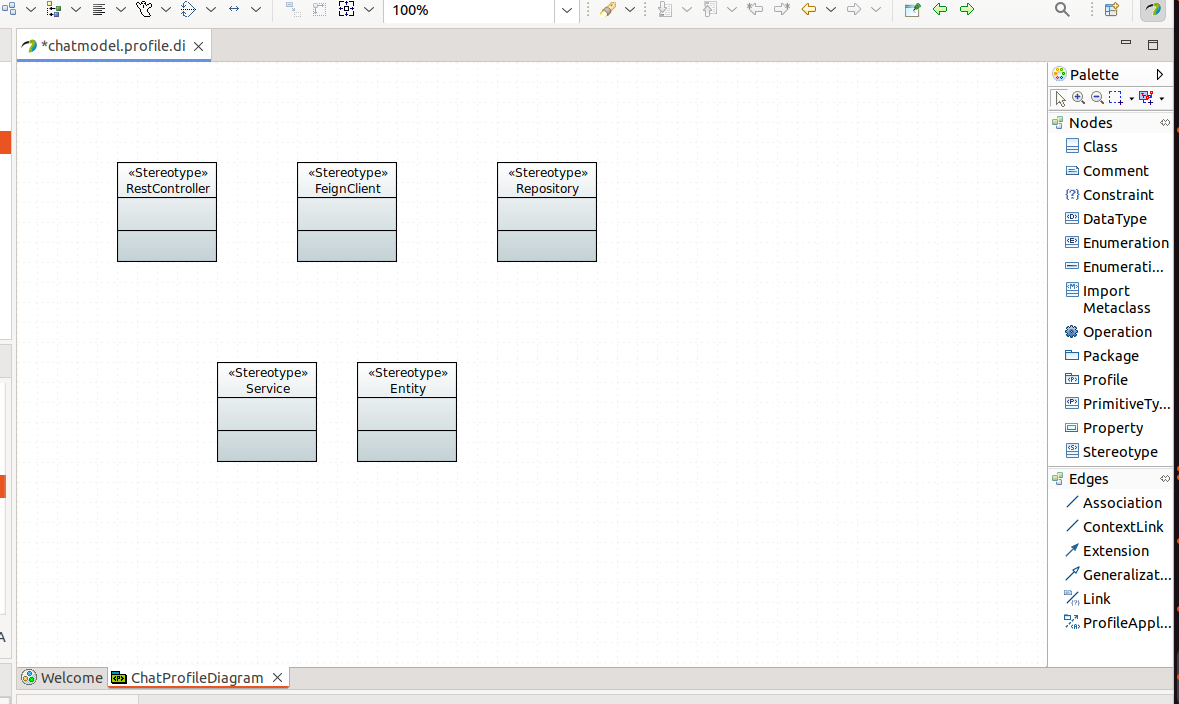 100%
*chatmodel.profile.di
Palette
Nodes
Class
Comment
Constraint
DataType
Enumeration
Enumerati...
Import
Metaclass
Operation
Package
Profile
PrimitiveTy...
Property
Stereotype
Edges
Association
ContextLink
Extension
Generalizat...
Link
ProfileAppl...
«Stereotype»
RestController
«Stereotype»
FeignClient
«Stereotype»
Repository
«Stereotype»
Service
«Stereotype»
Entity
A
Welcome
ChatProfileDiagram